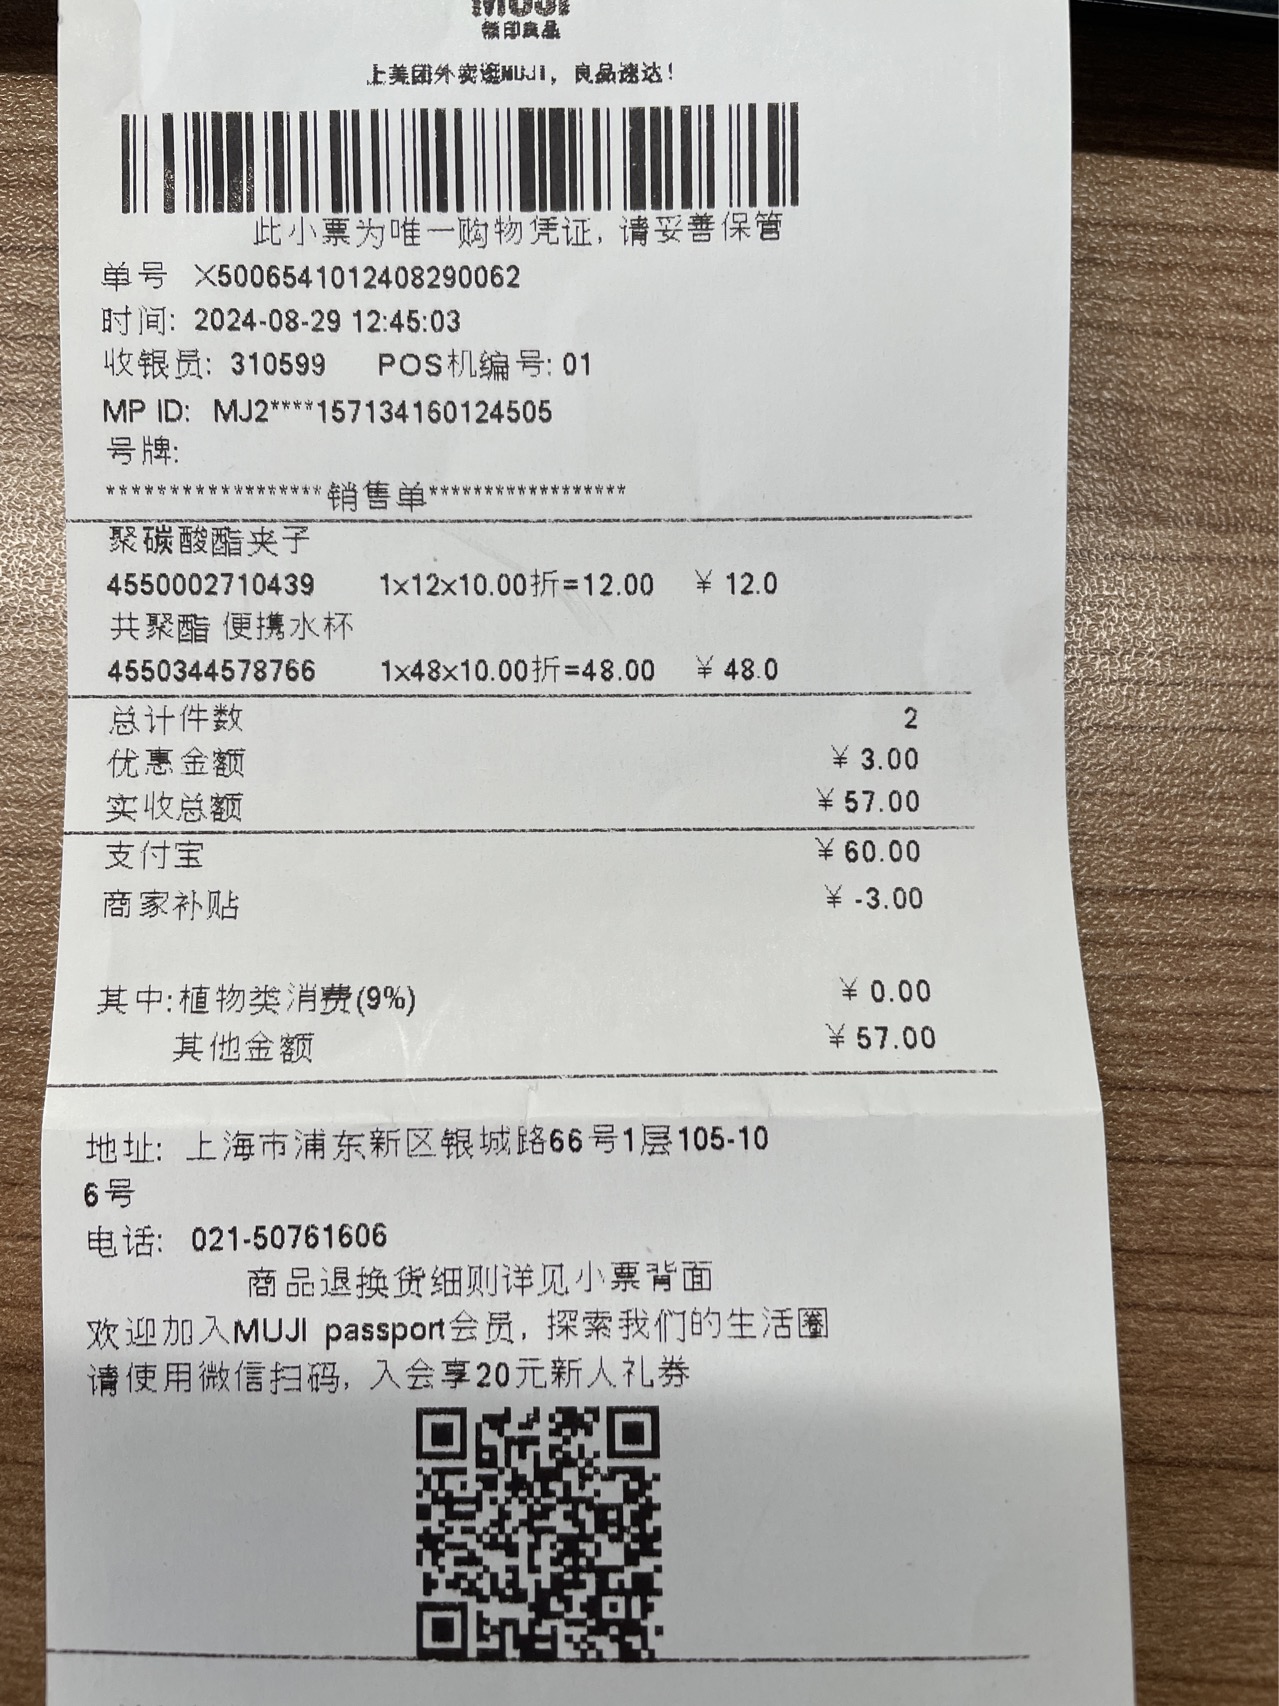 MUJI
無印良品
上美团外卖逛MUJI，良品速达！
此小票为唯一购物凭证，请妥善保管
单号 X5006541012408290062
时间: 2024-08-29 12:45:03
收银员: 310599 POS机编号: 01
MP ID: MJ2****157134160124505
号牌:
******************销售单******************
聚碳酸酯夹子
4550002710439 1x12x10.00折=12.00 ￥ 12.0
共聚酯 便携水杯
4550344578766 1x48x10.00折=48.00 ￥ 48.0
总计件数 2
优惠金额 ￥ 3.00
实收总额 ￥ 57.00
支付宝 ￥ 60.00
商家补贴 ￥ -3.00
其中:植物类消费(9%) ￥ 0.00
其他金额 ￥ 57.00
地址: 上海市浦东新区银城路66号1层105-10
6号
电话: 021-50761606
商品退换货细则详见小票背面
欢迎加入MUJI passport会员，探索我们的生活圈
请使用微信扫码，入会享20元新人礼券